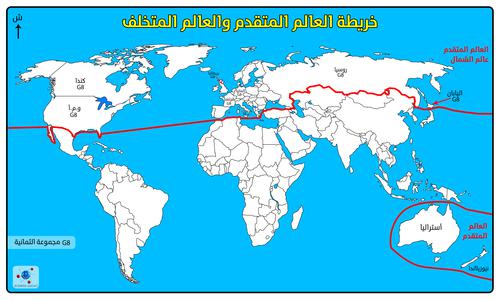 خريطة العالم المتقدم والعالم المتخلف
ش
العالم المتقدم
عالم الشمال
كندا
G8
روسيا
G8
و.م.أ
G8
اليابان
G8
العالم
المتقدم
أستراليا
نيوزيلندا
G8 مجموعة الثمانية